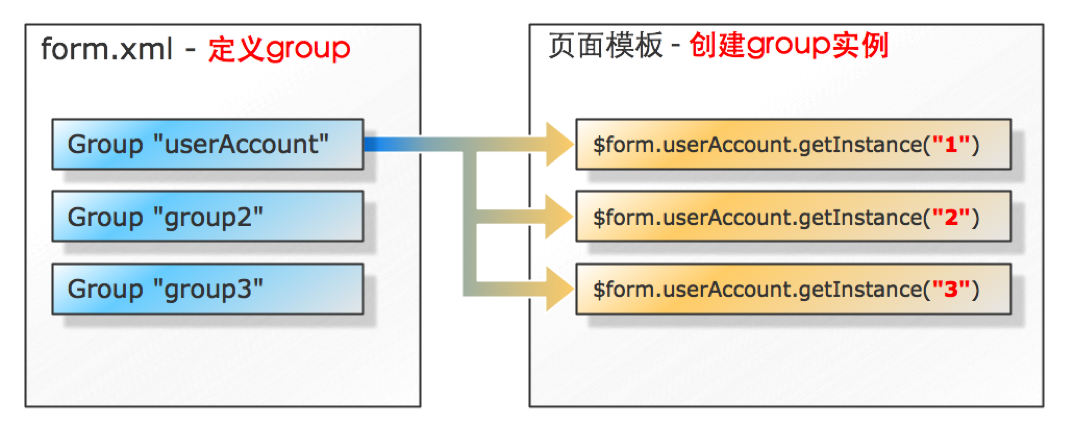 form.xml - 定义group
Group "userAccount"
Group "group2"
Group "group3"
页面模板 - 创建group实例
$form.userAccount.getInstance("1")
$form.userAccount.getInstance("2")
$form.userAccount.getInstance("3")